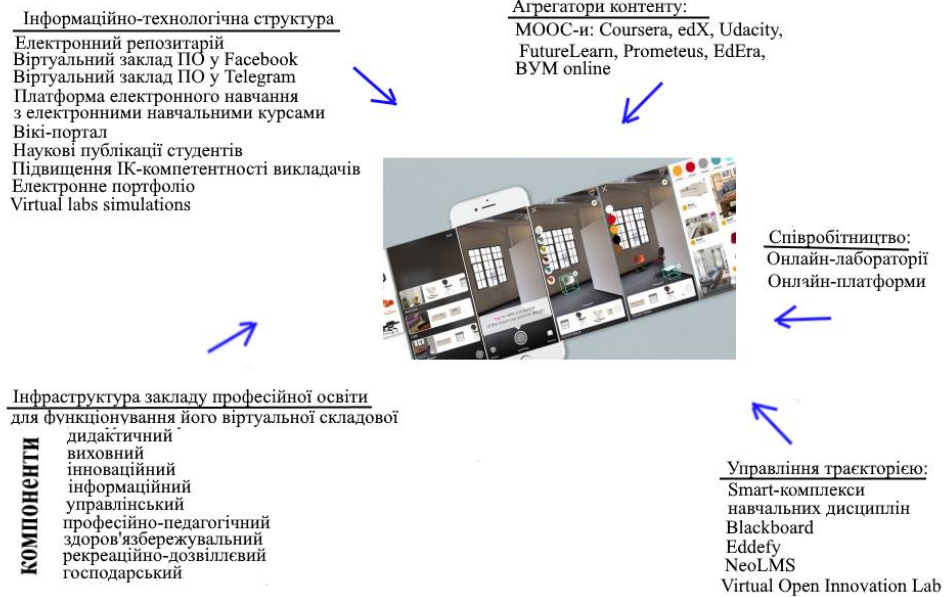 Інформаційно-технологічна структура
Електронний репозитарій
Віртуальний заклад ПО у Facebook
Віртуальний заклад ПО у Telegram
Платформа електронного навчання
з електронними навчальними курсами
Вікі-портал
Наукові публікації студентів
Підвищення ІК-компетентності викладачів
Електронне портфоліо
Virtual labs simulations
Агрегатори контенту:
МООС-и: Coursera, edX, Udacity,
FutureLearn, Prometeus, EdEra,
ВУМ online
Співробітництво:
Онлайн-лабораторії
Онлайн-платформи
Інфраструктура закладу професійної освіти
для функціонування його віртуальної складової
компоненти
дидактичний
виховний
інноваційний
інформаційний
управлінський
професійно-педагогічний
здоров'язбережувальний
рекреаційно-дозвіллєвий
господарський
Управління траєкторією:
Smart-комплекси
навчальних дисциплін
Blackboard
Eddefy
NeoLMS
Virtual Open Innovation Lab